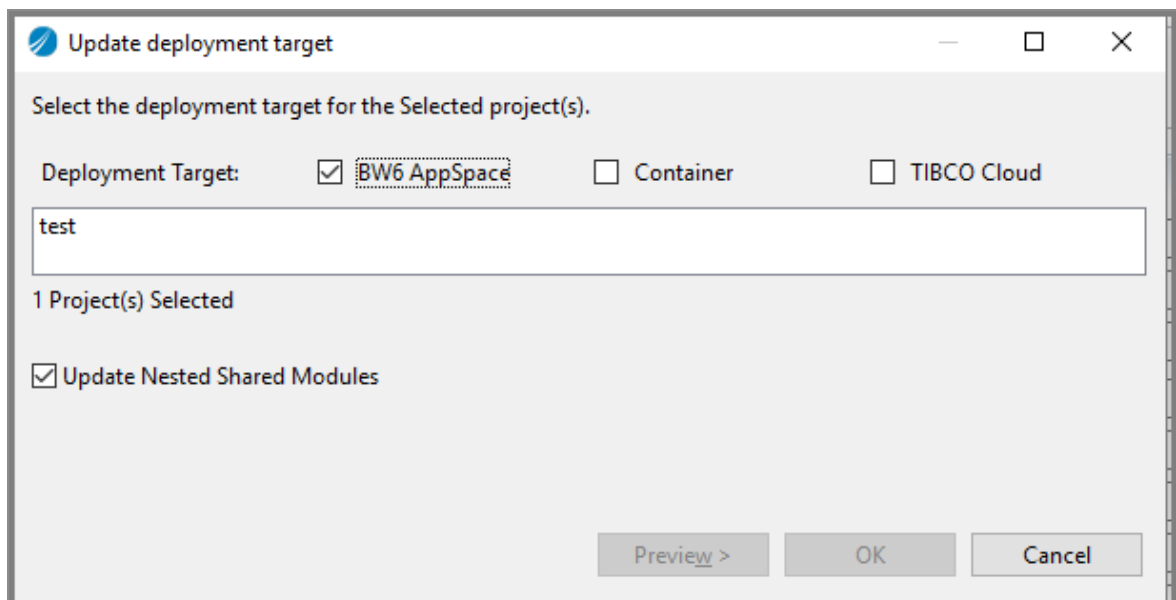 Update deployment target
Select the deployment target for the Selected project(s).
Deployment Target: BW6 AppSpace Container TIBCO Cloud
test
1 Project(s) Selected
Update Nested Shared Modules
Preview > OK Cancel